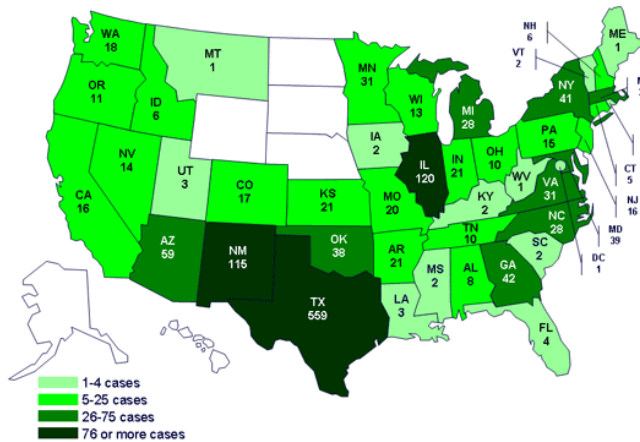 WA
18
OR
11
CA
16
NV
14
ID
6
MT
1
UT
3
AZ
59
CO
17
NM
115
TX
559
OK
38
KS
21
MN
31
IA
2
MO
20
AR
21
LA
3
WI
13
IL
120
MI
28
IN
21
OH
10
KY
2
TN
10
MS
2
AL
8
GA
42
FL
4
SC
2
NC
28
VA
31
WV
1
PA
15
NY
41
VT
2
NH
6
ME
1
CT
5
NJ
16
MD
39
DC
1
1-4 cases
5-25 cases
26-75 cases
76 or more cases